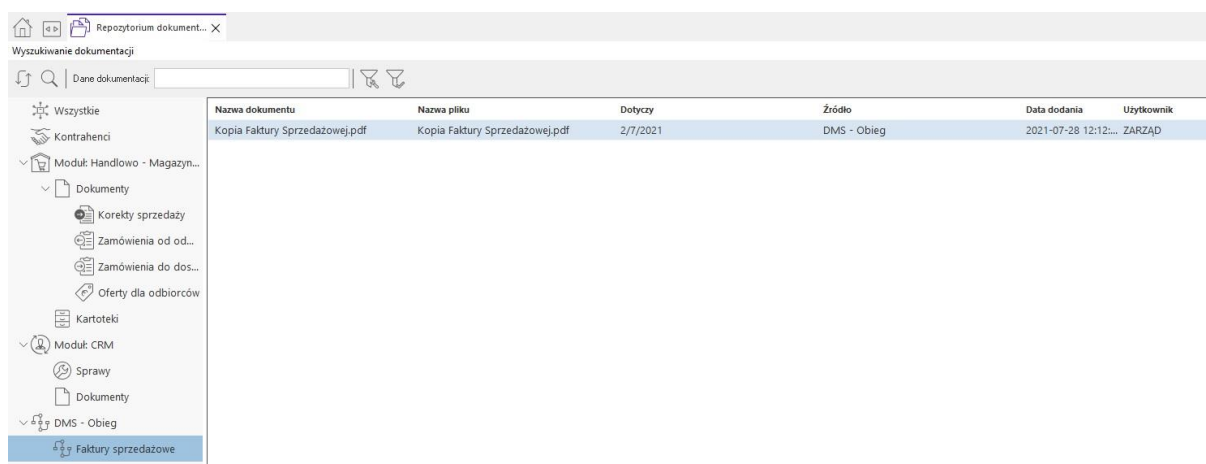 Repozytorium dokument... X
Wyszukiwanie dokumentacji
Dane dokumentacji:
Wszystkie
Kontrahenci
Moduł: Handlowo - Magazyn...
Dokumenty
Korekty sprzedaży
Zamówienia od od...
Zamówienia do dos...
Oferty dla odbiorców
Kartoteki
Moduł: CRM
Sprawy
Dokumenty
DMS - Obieg
Faktury sprzedażowe
Nazwa dokumentu Nazwa pliku Dotyczy Źródło Data dodania Użytkownik
Kopia Faktury Sprzedażowej.pdf Kopia Faktury Sprzedażowej.pdf 2/7/2021 DMS - Obieg 2021-07-28 12:12:... ZARZĄD